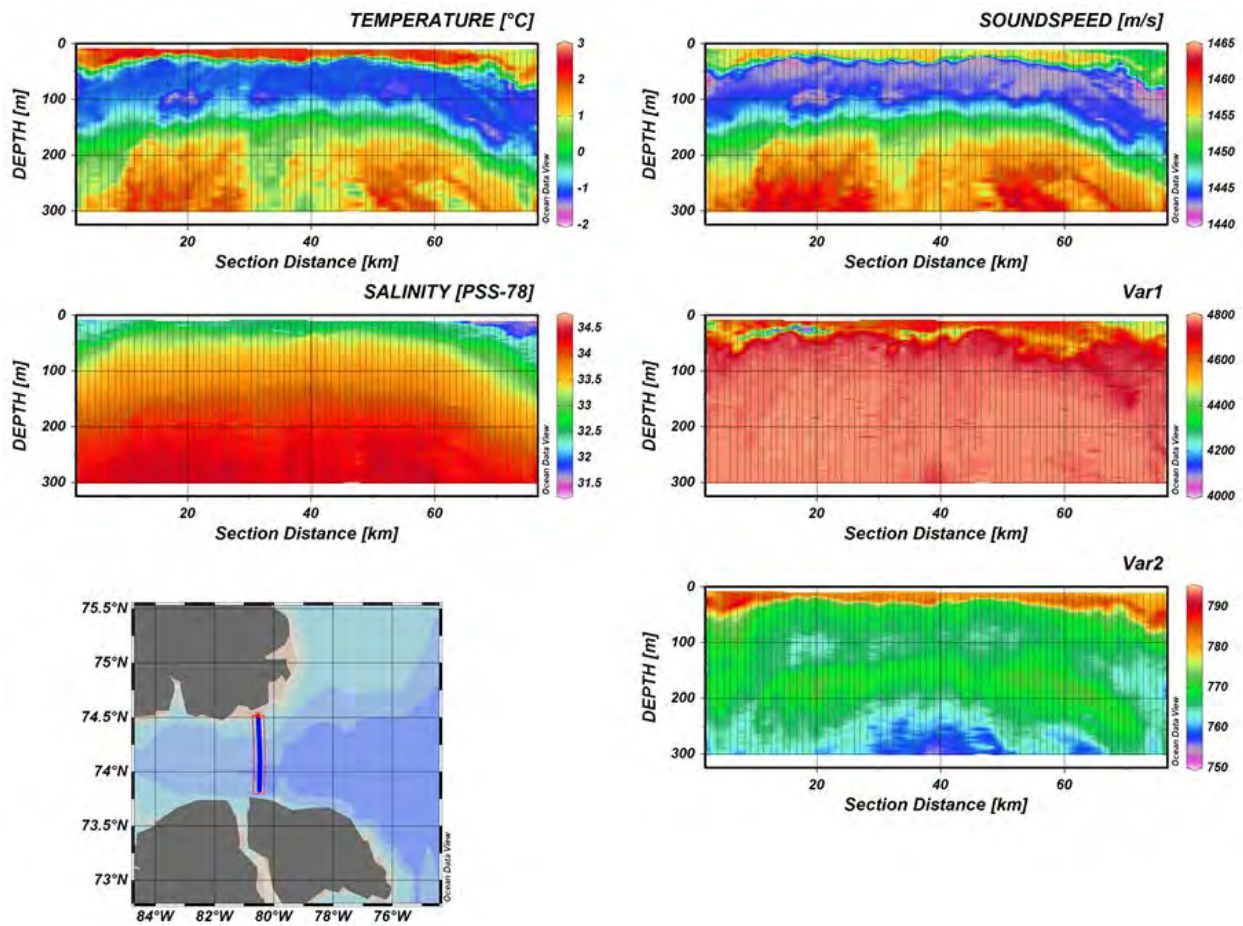 TEMPERATURE [°C]
0
100
200
300
DEPTH [m]
20
40
60
Section Distance [km]
3
2
1
0
-1
-2
Ocean Data View
SOUNDSPEED [m/s]
0
100
200
300
DEPTH [m]
20
40
60
Section Distance [km]
1465
1460
1455
1450
1445
1440
Ocean Data View
SALINITY [PSS-78]
0
100
200
300
DEPTH [m]
20
40
60
Section Distance [km]
34.5
34
33.5
33
32.5
32
31.5
Ocean Data View
Var1
0
100
200
300
DEPTH [m]
20
40
60
Section Distance [km]
4800
4600
4400
4200
4000
Ocean Data View
75.5°N
75°N
74.5°N
74°N
73.5°N
73°N
84°W
82°W
80°W
78°W
76°W
Ocean Data View
Var2
0
100
200
300
DEPTH [m]
20
40
60
Section Distance [km]
790
780
770
760
750
Ocean Data View